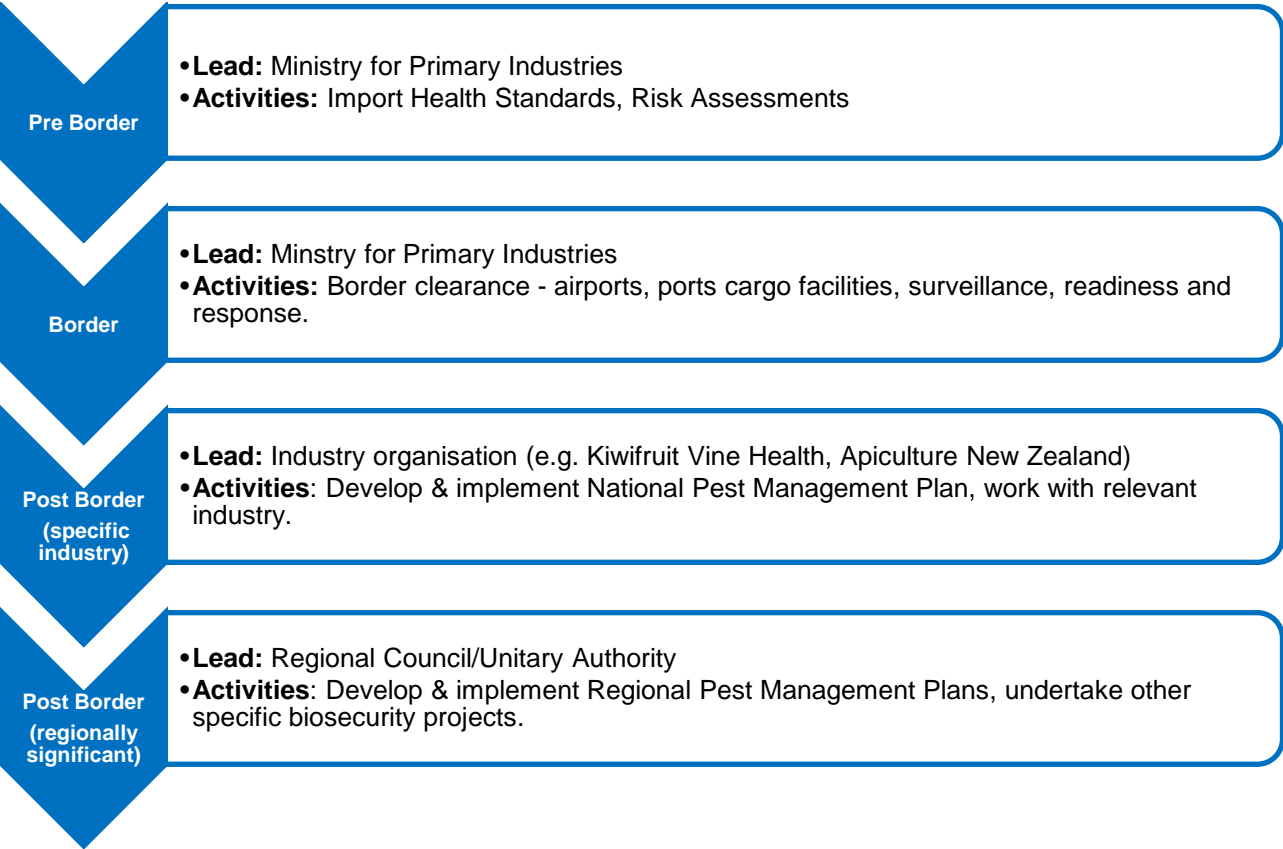 Pre Border
•Lead: Ministry for Primary Industries
•Activities: Import Health Standards, Risk Assessments
Border
•Lead: Minstry for Primary Industries
•Activities: Border clearance - airports, ports cargo facilities, surveillance, readiness and
response.
Post Border
(specific
industry)
•Lead: Industry organisation (e.g. Kiwifruit Vine Health, Apiculture New Zealand)
•Activities: Develop & implement National Pest Management Plan, work with relevant
industry.
Post Border
(regionally
significant)
•Lead: Regional Council/Unitary Authority
•Activities: Develop & implement Regional Pest Management Plans, undertake other
specific biosecurity projects.